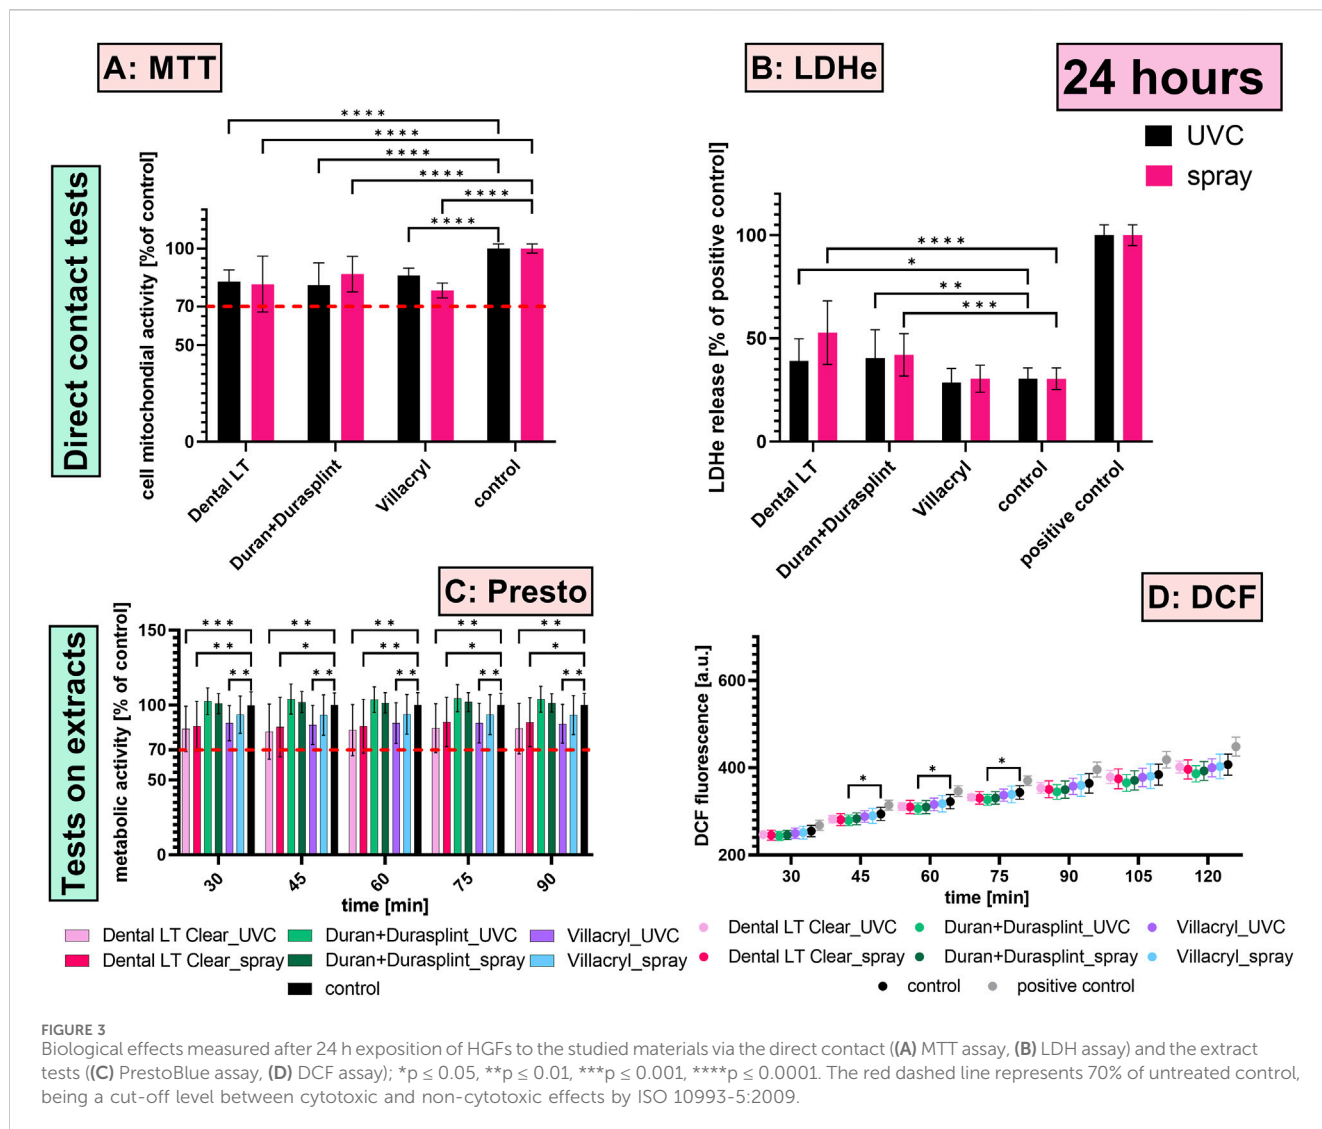 A: MTT
B: LDHe
24 hours
UVC
spray
Direct contact tests
cell mitochondrial activity [%of control]
100
70
50
0
****
****
****
****
****
****
Dental LT
Duran+Durasplint
Villacryl
control
LDHe release [% of positive control]
100
50
0
****
*
**
***
Dental LT
Duran+Durasplint
Villacryl
control
positive control
Tests on extracts
C: Presto
metabolic activity [% of control]
150
100
70
50
0
*** ** ** ** **
** * ** * *
** ** ** ** **
30 45 60 75 90
time [min]
Dental LT Clear_UVC Duran+Durasplint_UVC Villacryl_UVC
Dental LT Clear_spray Duran+Durasplint_spray Villacryl_spray
control
D: DCF
DCF fluorescence [a.u.]
600
400
200
* * *
30 45 60 75 90 105 120
time [min]
Dental LT Clear_UVC Duran+Durasplint_UVC Villacryl_UVC
Dental LT Clear_spray Duran+Durasplint_spray Villacryl_spray
control positive control
FIGURE 3
Biological effects measured after 24 h exposition of HGFs to the studied materials via the direct contact ((A) MTT assay, (B) LDH assay) and the extract
tests ((C) PrestoBlue assay, (D) DCF assay); *p ≤ 0.05, **p ≤ 0.01, ***p ≤ 0.001, ****p ≤ 0.0001. The red dashed line represents 70% of untreated control,
being a cut-off level between cytotoxic and non-cytotoxic effects by ISO 10993-5:2009.